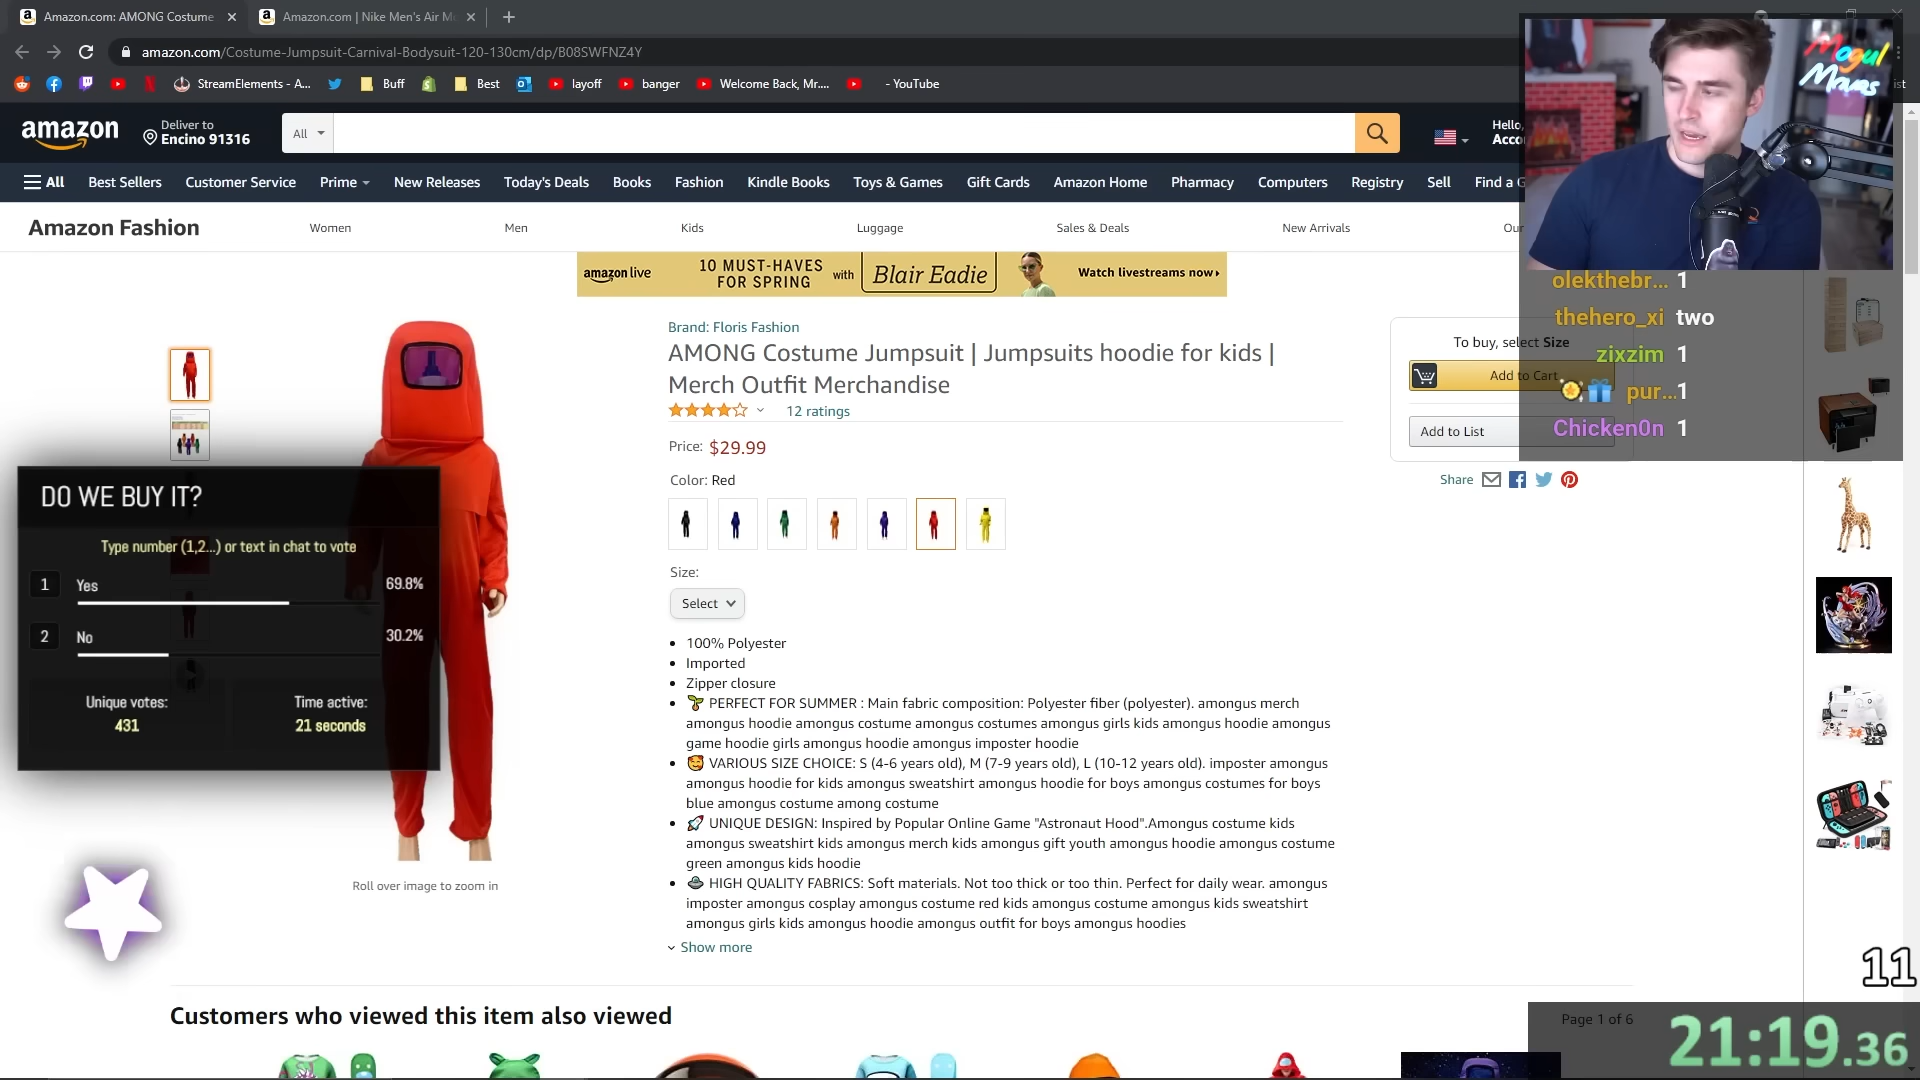 Amazon.com: AMONG Costume
Amazon.com | Nike Men's Air Mo
amazon.com/Costume-Jumpsuit-Carnival-Bodysuit-120-130cm/dp/B08SWFNZ4Y
StreamElements - A...
Buff
Best
layoff
banger
Welcome Back, Mr....
- YouTube
Mogul
Moves
amazon
Deliver to
Encino 91316
All
Hello,
Acco
All
Best Sellers
Customer Service
Prime
New Releases
Today's Deals
Books
Fashion
Kindle Books
Toys & Games
Gift Cards
Amazon Home
Pharmacy
Computers
Registry
Sell
Find a G
Amazon Fashion
Women
Men
Kids
Luggage
Sales & Deals
New Arrivals
Our
amazon live
10 MUST-HAVES
FOR SPRING
with
Blair Eadie
Watch livestreams now
olekthebr... 1
thehero_xi two
zixzim 1
pur... 1
Chicken0n 1
Brand: Floris Fashion
AMONG Costume Jumpsuit | Jumpsuits hoodie for kids |
Merch Outfit Merchandise
12 ratings
Price: $29.99
Color: Red
Size:
Select
To buy, select Size
Add to Cart
Add to List
Share
DO WE BUY IT?
Type number (1,2...) or text in chat to vote
1 Yes 69.8%
2 No 30.2%
Unique votes:
431
Time active:
21 seconds
Roll over image to zoom in
• 100% Polyester
• Imported
• Zipper closure
• 🌱 PERFECT FOR SUMMER : Main fabric composition: Polyester fiber (polyester). amongus merch
amongus hoodie amongus costume amongus costumes amongus girls kids amongus hoodie amongus
game hoodie girls amongus hoodie amongus imposter hoodie
• 🥰 VARIOUS SIZE CHOICE: S (4-6 years old), M (7-9 years old), L (10-12 years old). imposter amongus
amongus hoodie for kids amongus sweatshirt amongus hoodie for boys amongus costumes for boys
blue amongus costume among costume
• 🚀 UNIQUE DESIGN: Inspired by Popular Online Game "Astronaut Hood".Amongus costume kids
amongus sweatshirt kids amongus merch kids amongus gift youth amongus hoodie amongus costume
green amongus kids hoodie
• 🛸 HIGH QUALITY FABRICS: Soft materials. Not too thick or too thin. Perfect for daily wear. amongus
imposter amongus cosplay amongus costume red kids amongus costume amongus kids sweatshirt
amongus girls kids amongus hoodie amongus outfit for boys amongus hoodies
Show more
Customers who viewed this item also viewed
Page 1 of 6
11
21:19.36